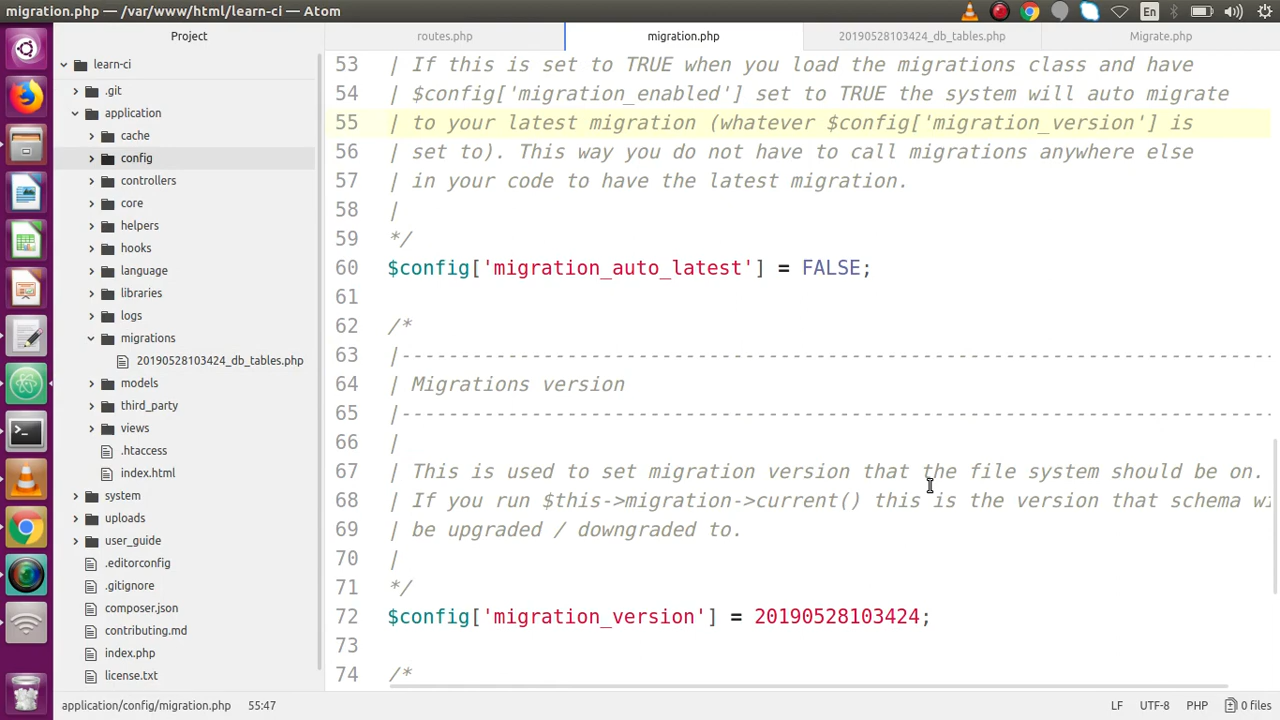 migration.php — /var/www/html/learn-ci — Atom
En
Project
routes.php
migration.php
20190528103424_db_tables.php
Migrate.php
learn-ci
.git
application
cache
config
controllers
core
helpers
hooks
language
libraries
logs
migrations
20190528103424_db_tables.php
models
third_party
views
.htaccess
index.html
system
uploads
user_guide
.editorconfig
.gitignore
composer.json
contributing.md
index.php
license.txt
53 | If this is set to TRUE when you load the migrations class and have
54 | $config['migration_enabled'] set to TRUE the system will auto migrate
55 | to your latest migration (whatever $config['migration_version'] is
56 | set to). This way you do not have to call migrations anywhere else
57 | in your code to have the latest migration.
58 |
59 */
60 $config['migration_auto_latest'] = FALSE;
61
62 /*
63 |--------------------------------------------------------------------------
64 | Migrations version
65 |--------------------------------------------------------------------------
66 |
67 | This is used to set migration version that the file system should be on.
68 | If you run $this->migration->current() this is the version that schema wi
69 | be upgraded / downgraded to.
70 |
71 */
72 $config['migration_version'] = 20190528103424;
73
74 /*
application/config/migration.php 55:47
LF UTF-8 PHP 0 files